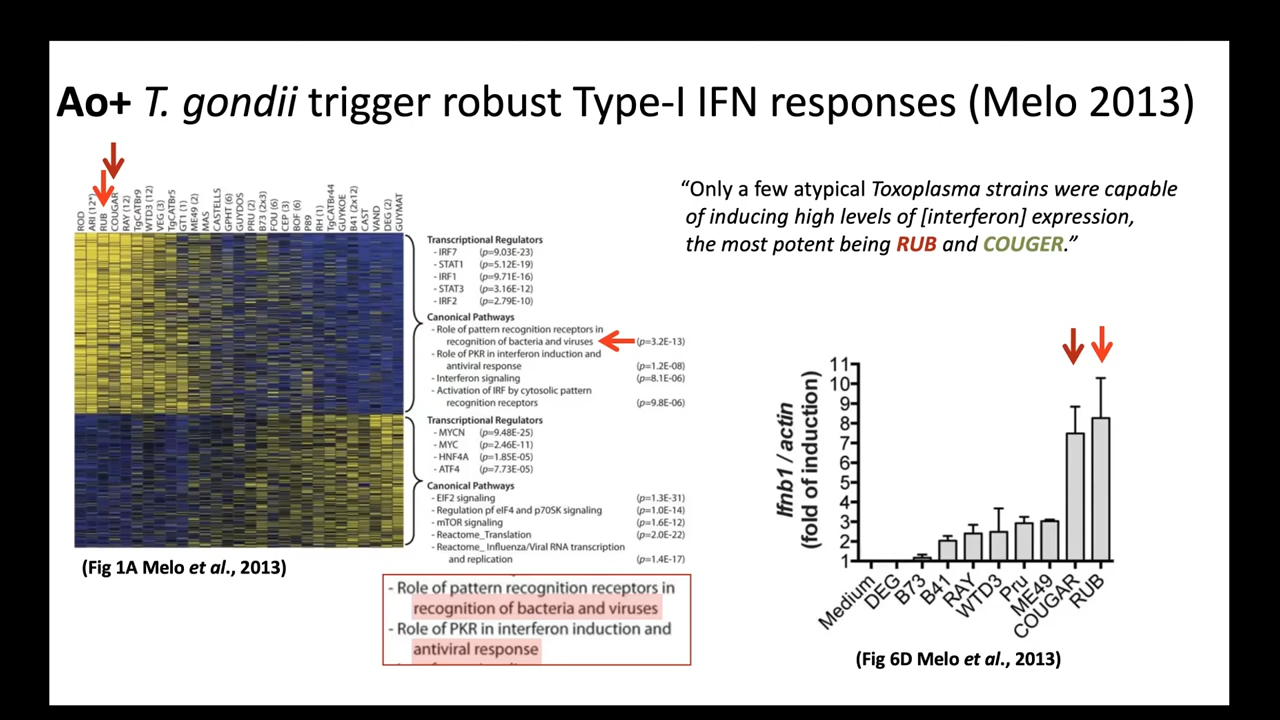 Ao+ T. gondii trigger robust Type-I IFN responses (Melo 2013)
ROD
ARI (12*)
RUB
COUGAR
RAY (12)
TgCATBr9
WTD3 (12)
VEG (3)
TgCATBr5
GT1 (1)
ME49 (2)
MAS
CASTELLS
GPHT (6)
GUYDOS
PRU (2)
B73 (2x3)
FOU (6)
CEP (3)
BOF (6)
P89
RH (1)
TgCATBr44
GUYKOE
B41 (2x12)
CAST
VAND
DEG (2)
GUYMAT
Transcriptional Regulators
- IRF7 (p=9.03E-23)
- STAT1 (p=5.12E-19)
- IRF1 (p=9.71E-16)
- STAT3 (p=3.16E-12)
- IRF2 (p=2.79E-10)
Canonical Pathways
- Role of pattern recognition receptors in
recognition of bacteria and viruses (p=3.2E-13)
- Role of PKR in interferon induction and
antiviral response (p=1.2E-08)
- Interferon signaling (p=8.1E-06)
- Activation of IRF by cytosolic pattern
recognition receptors (p=9.8E-06)
Transcriptional Regulators
- MYCN (p=9.48E-25)
- MYC (p=2.46E-11)
- HNF4A (p=1.85E-05)
- ATF4 (p=7.73E-05)
Canonical Pathways
- EIF2 signaling (p=1.3E-31)
- Regulation pf eIF4 and p70SK signaling (p=1.0E-14)
- mTOR signaling (p=1.6E-12)
- Reactome_Translation (p=2.0E-22)
- Reactome_ Influenza/Viral RNA transcription
and replication (p=1.4E-17)
(Fig 1A Melo et al., 2013)
- Role of pattern recognition receptors in
recognition of bacteria and viruses
- Role of PKR in interferon induction and
antiviral response
“Only a few atypical Toxoplasma strains were capable
of inducing high levels of [interferon] expression,
the most potent being RUB and COUGER.”
Ifnb1 / actin
(fold of induction)
11
10
9
8
7
6
5
4
3
2
1
Medium
DEG
B73
B41
RAY
WTD3
Pru
ME49
COUGAR
RUB
(Fig 6D Melo et al., 2013)